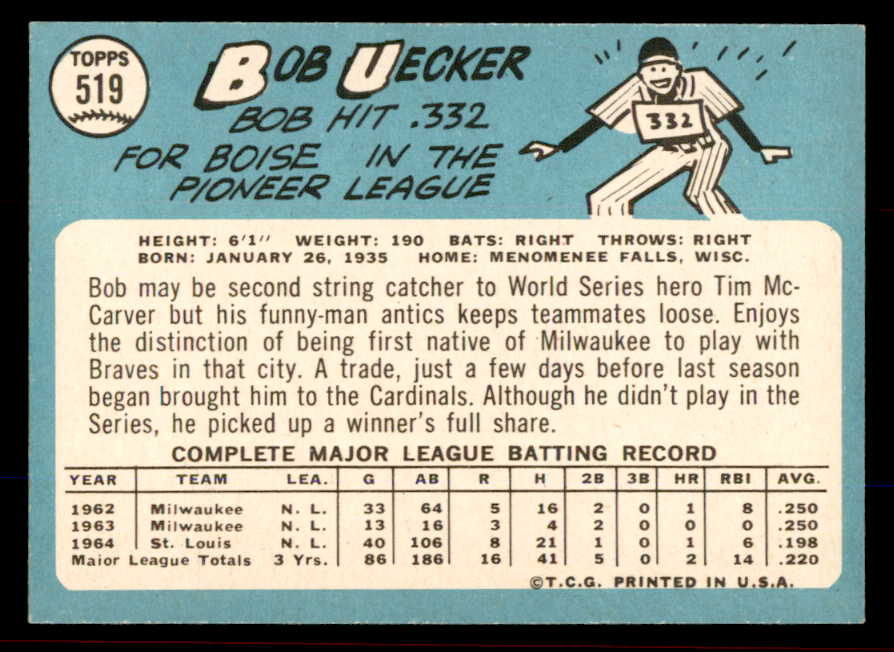 TOPPS
519
BOB UECKER
BOB HIT .332
FOR BOISE IN THE
PIONEER LEAGUE
332
HEIGHT: 6'1" WEIGHT: 190 BATS: RIGHT THROWS: RIGHT
BORN: JANUARY 26, 1935 HOME: MENOMENEE FALLS, WISC.
Bob may be second string catcher to World Series hero Tim Mc-
Carver but his funny-man antics keeps teammates loose. Enjoys
the distinction of being first native of Milwaukee to play with
Braves in that city. A trade, just a few days before last season
began brought him to the Cardinals. Although he didn't play in the
Series, he picked up a winner's full share.
COMPLETE MAJOR LEAGUE BATTING RECORD
YEAR TEAM LEA. G AB R H 2B 3B HR RBI AVG.
1962 Milwaukee N. L. 33 64 5 16 2 0 1 8 .250
1963 Milwaukee N. L. 13 16 3 4 2 0 0 0 .250
1964 St. Louis N. L. 40 106 8 21 1 0 1 6 .198
Major League Totals 3 Yrs. 86 186 16 41 5 0 2 14 .220
©T.C.G. PRINTED IN U.S.A.